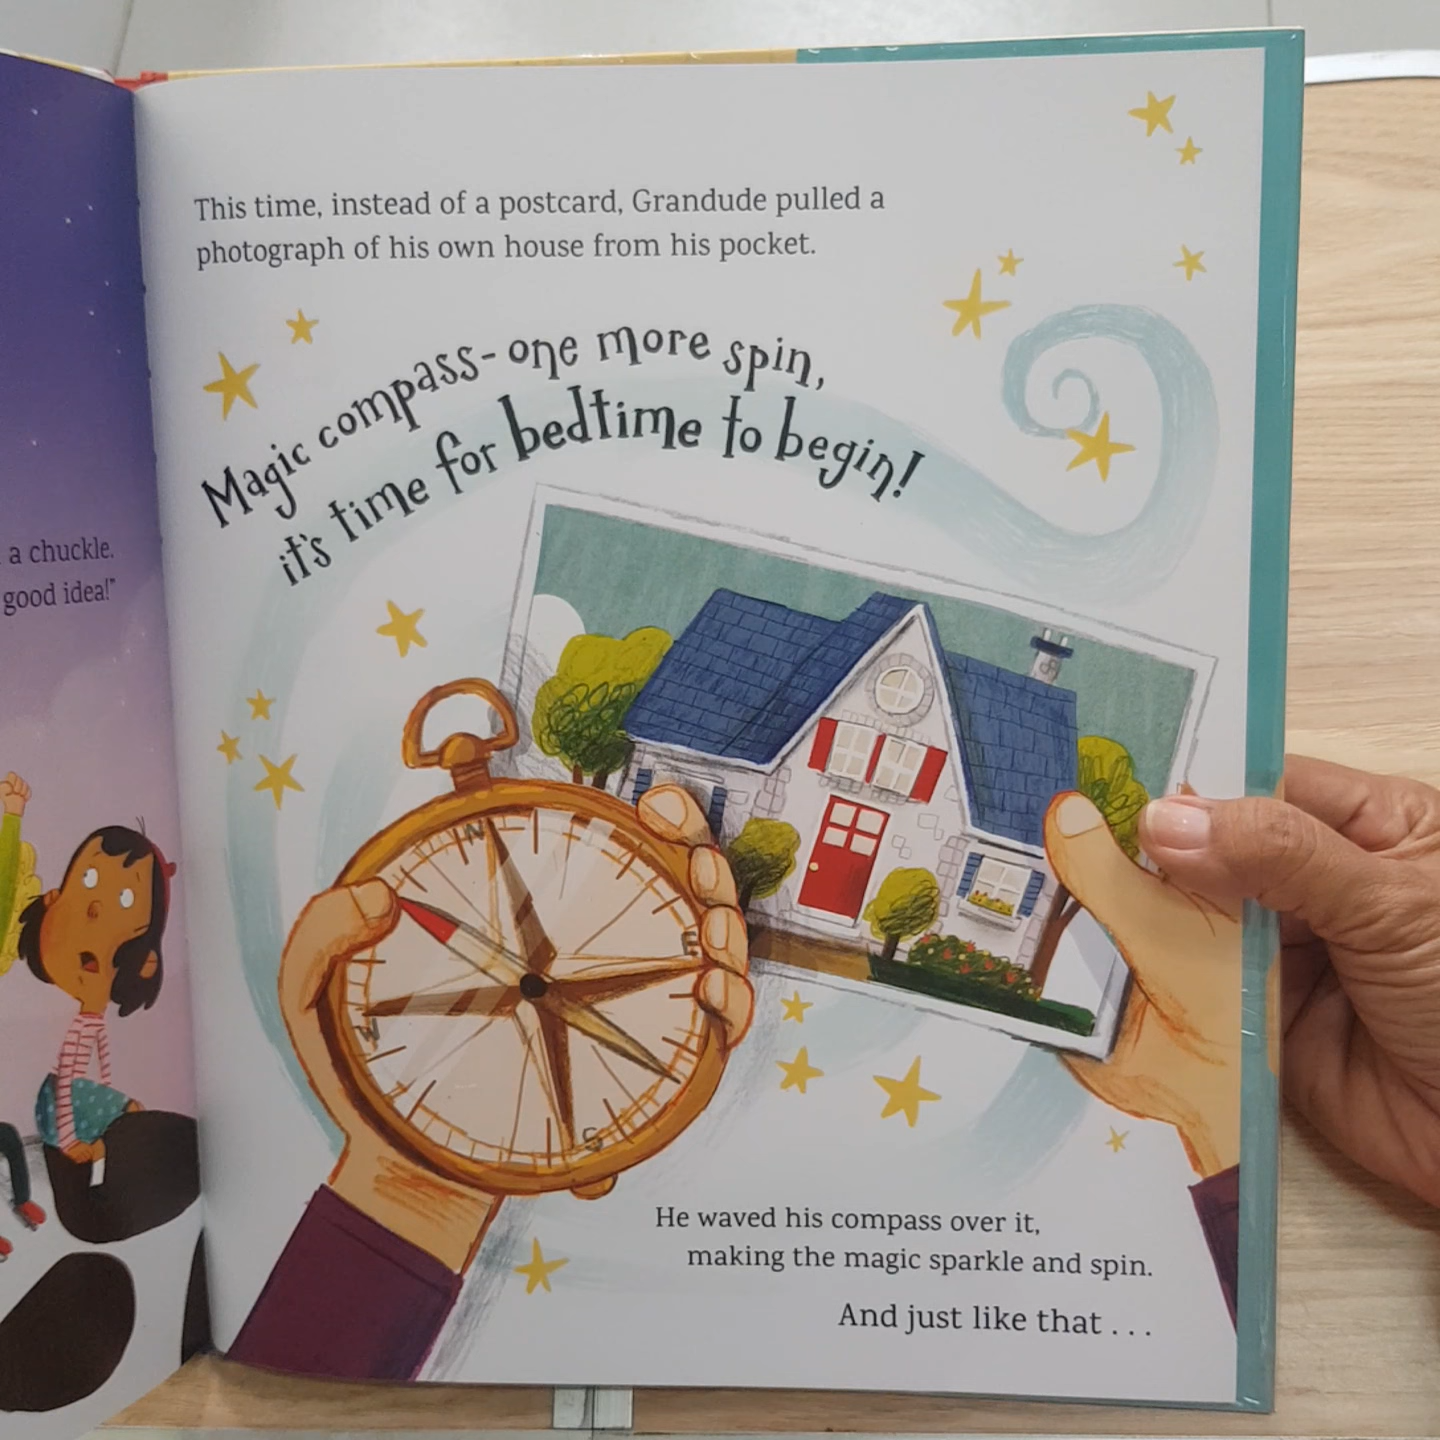 a chuckle.
good idea!"
This time, instead of a postcard, Grandude pulled a
photograph of his own house from his pocket.
Magic compass- one more spin,
it's time for bedtime to begin!
N
E
W
S
He waved his compass over it,
making the magic sparkle and spin.
And just like that . . .